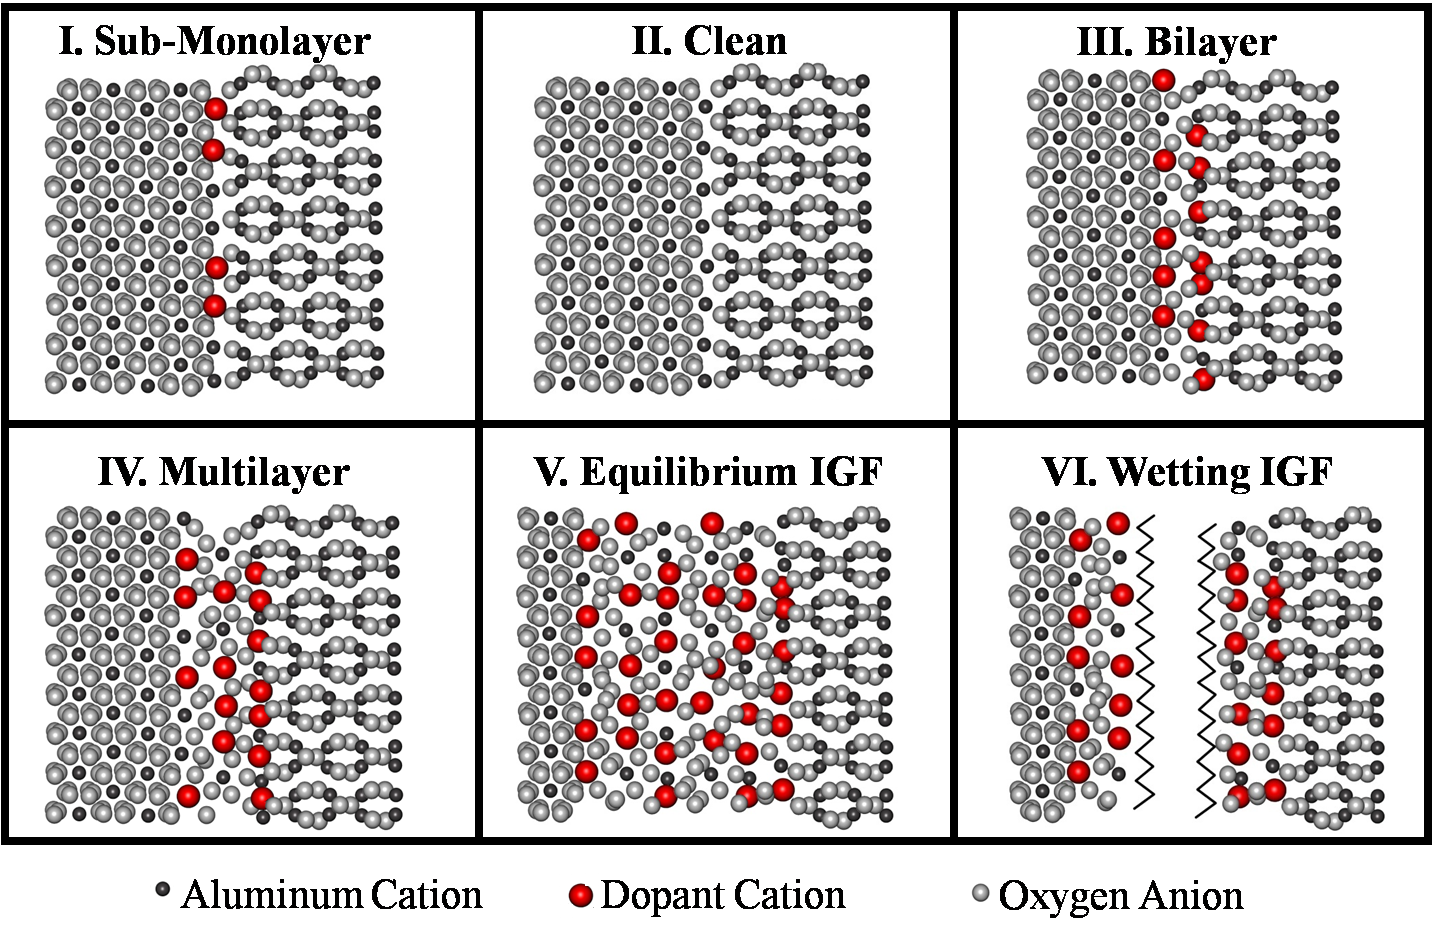 I. Sub-Monolayer
II. Clean
III. Bilayer
IV. Multilayer
V. Equilibrium IGF
VI. Wetting IGF
Aluminum Cation
Dopant Cation
Oxygen Anion